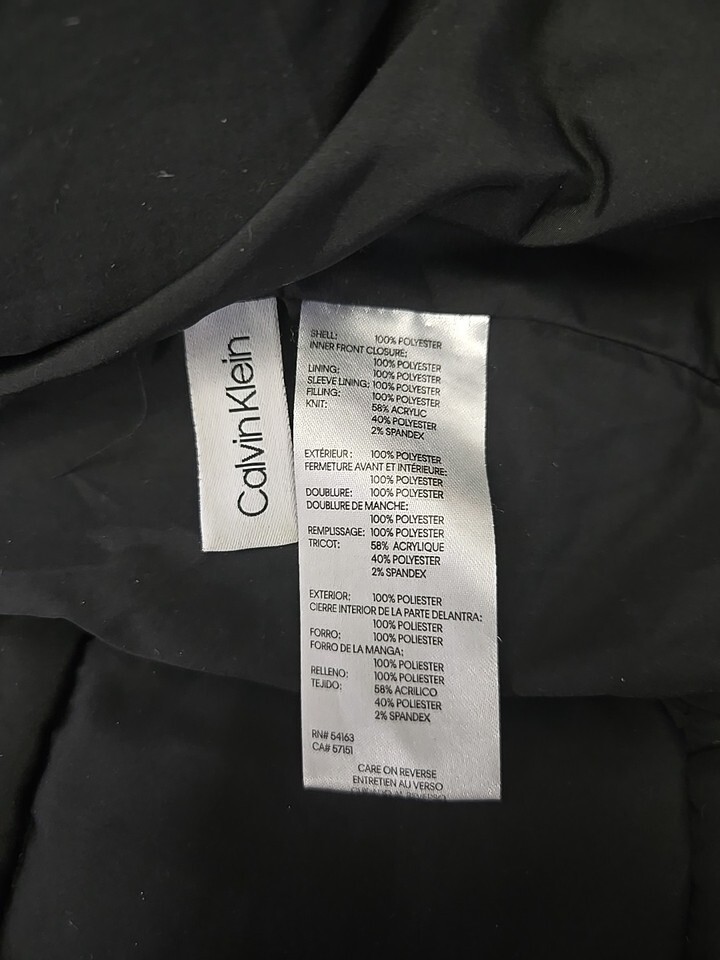 Calvin Klein
SHELL: 100% POLYESTER
INNER FRONT CLOSURE:
100% POLYESTER
LINING: 100% POLYESTER
SLEEVE LINING: 100% POLYESTER
FILLING: 100% POLYESTER
KNIT: 58% ACRYLIC
40% POLYESTER
2% SPANDEX
EXTÉRIEUR: 100% POLYESTER
FERMETURE AVANT ET INTÉRIEURE:
100% POLYESTER
DOUBLURE: 100% POLYESTER
DOUBLURE DE MANCHE:
100% POLYESTER
REMPLISSAGE: 100% POLYESTER
TRICOT: 58% ACRYLIQUE
40% POLYESTER
2% SPANDEX
EXTERIOR: 100% POLIESTER
CIERRE INTERIOR DE LA PARTE DELANTRA:
100% POLIESTER
FORRO: 100% POLIESTER
FORRO DE LA MANGA:
100% POLIESTER
RELLENO: 100% POLIESTER
TEJIDO: 58% ACRILICO
40% POLIESTER
2% SPANDEX
RN# 54163
CA# 57151
CARE ON REVERSE
ENTRETIEN AU VERSO